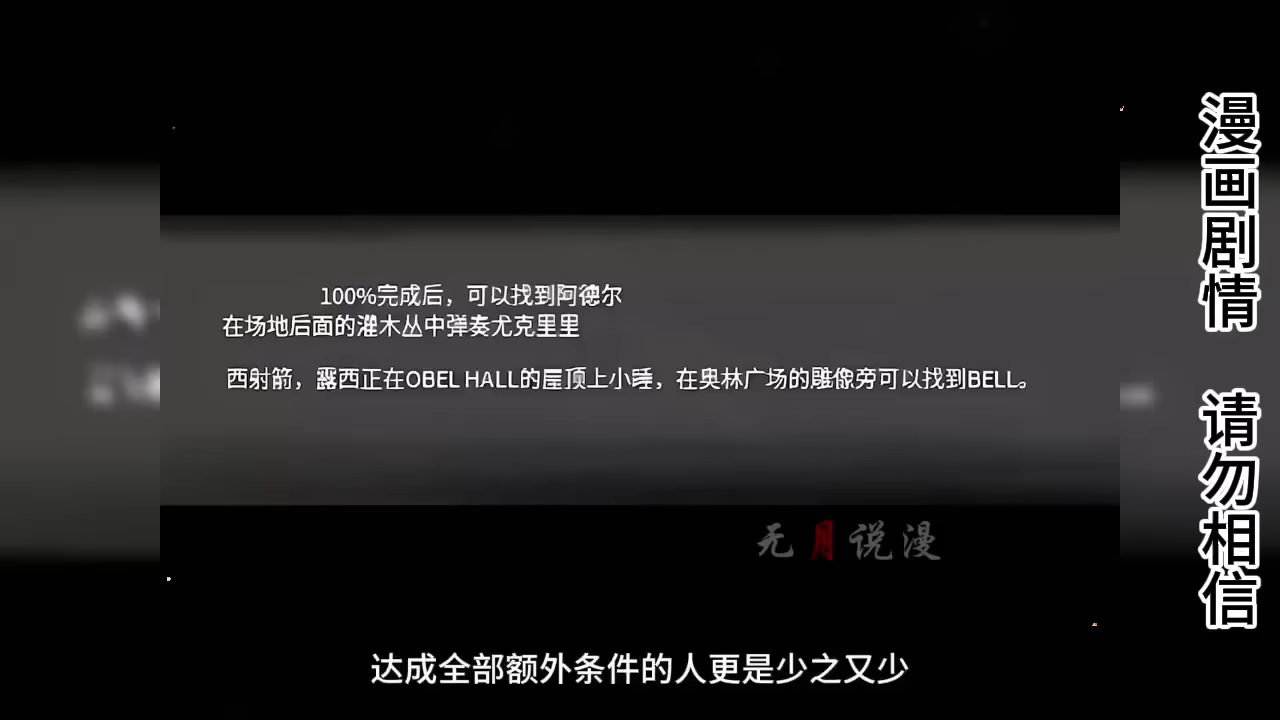 100%完成后，可以找到阿德尔
在场地后面的灌木丛中弹奏尤克里里
西射箭，露西正在OBEL HALL的屋顶上小睡，在奥林广场的雕像旁可以找到BELL。
无月说漫
达成全部额外条件的人更是少之又少
漫画剧情 请勿相信